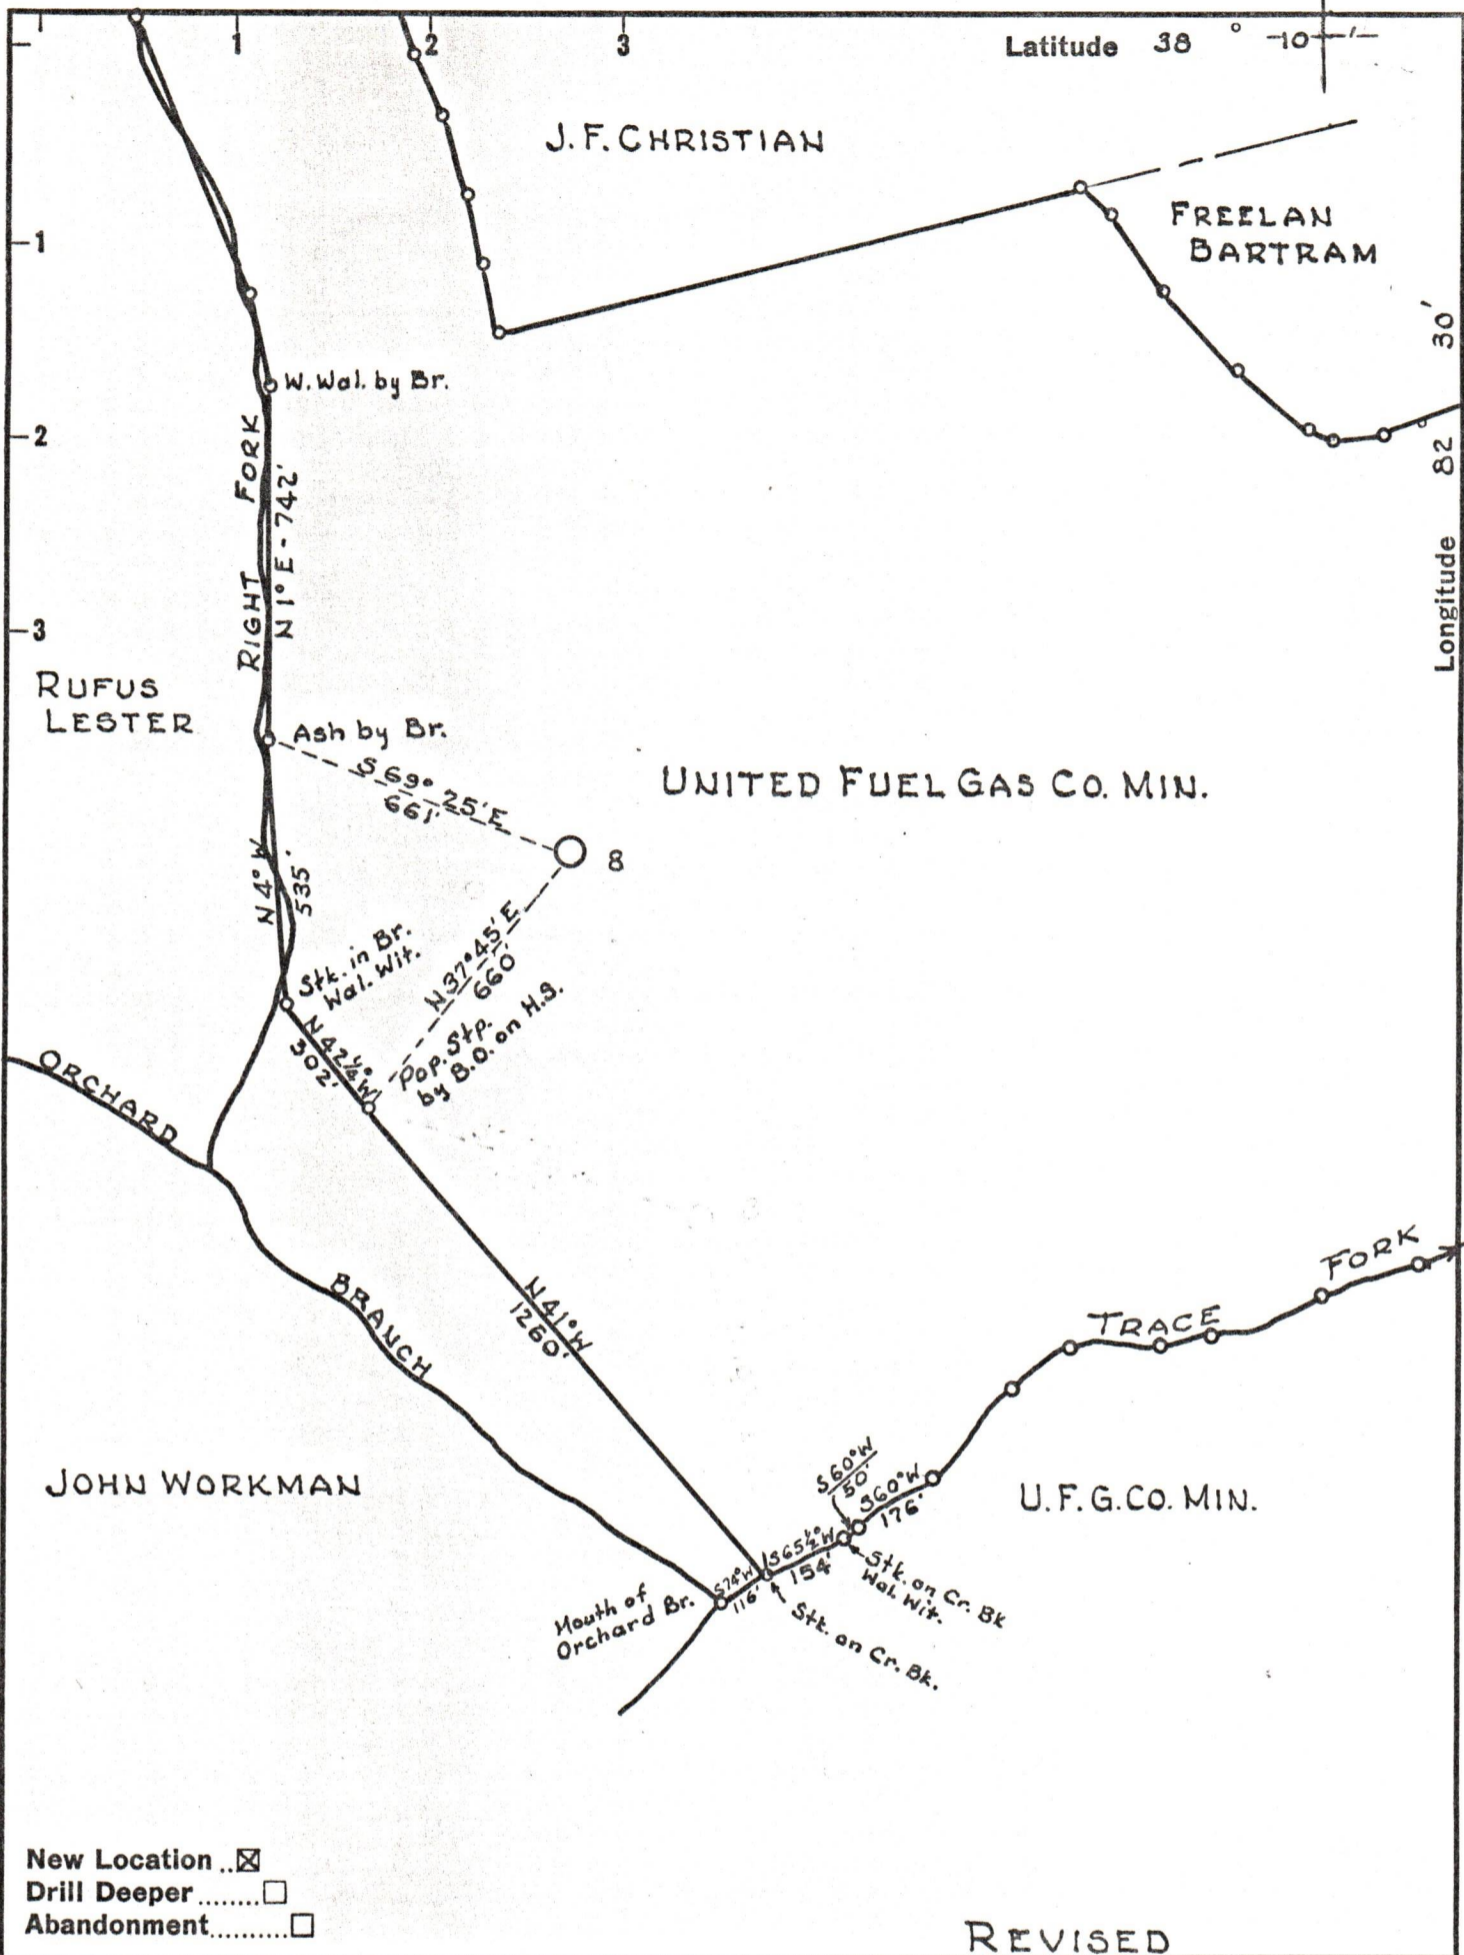 1
2
3
Latitude 38 ° 10 '
J. F. CHRISTIAN
FREELAN
BARTRAM
1
Longitude 82 30'
W. Wal. by Br.
2
RIGHT FORK
N 1° E - 742'
3
RUFUS
LESTER
Ash by Br.
S 69° 25' E
661'
UNITED FUEL GAS CO. MIN.
8
N 4° W
535'
Stk. in Br.
Wal. Wit.
N 37° 45' E
660'
Pop. Stp.
by B.O. on H.S.
N 42¼° W
302'
ORCHARD
BRANCH
N 41° W
1260'
TRACE FORK
JOHN WORKMAN
S 60° W
50'
S 60° W
176'
U. F. G. CO. MIN.
S 65½° W
154'
S 74° W
116'
Stk. on Cr. Bk
Wal. Wit.
Mouth of
Orchard Br.
Stk. on Cr. Bk.
New Location ..☒
Drill Deeper ........☐
Abandonment..........☐
REVISED